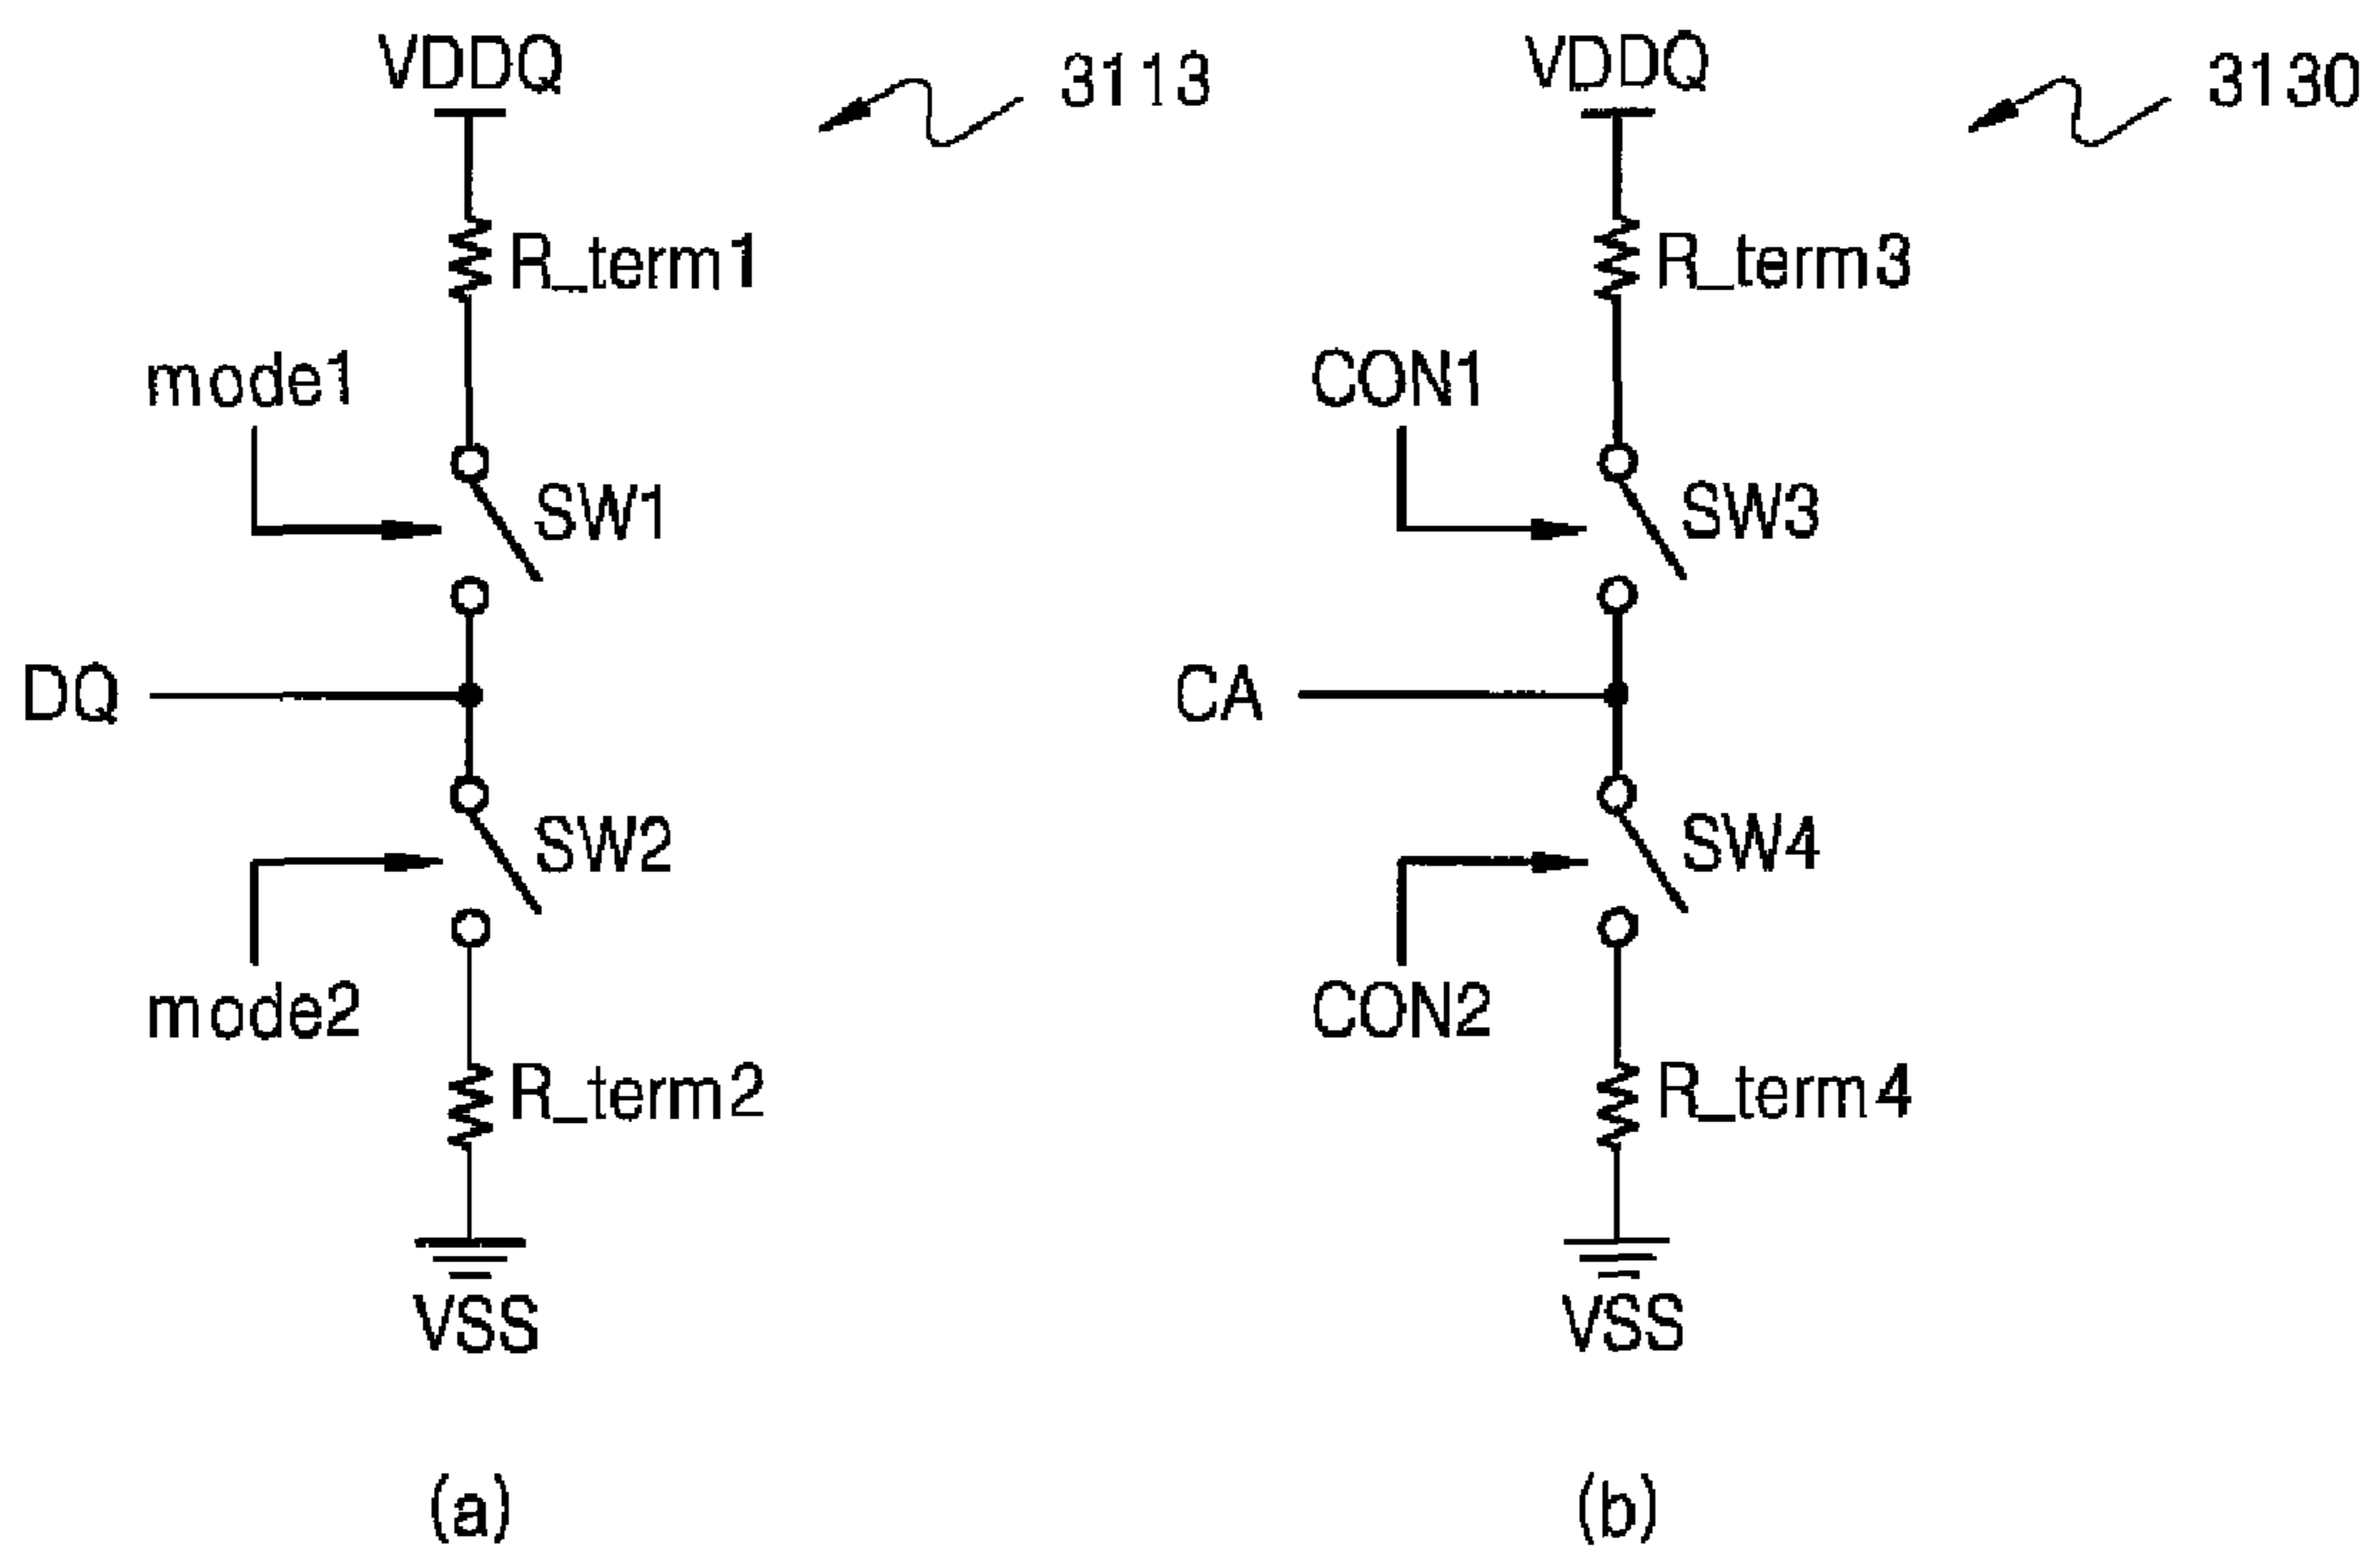 VDDQ
3113
R_term1
mode1
SW1
DQ
SW2
mode2
R_term2
VSS
(a)
VDDQ
3130
R_term3
CON1
SW3
CA
SW4
CON2
R_term4
VSS
(b)